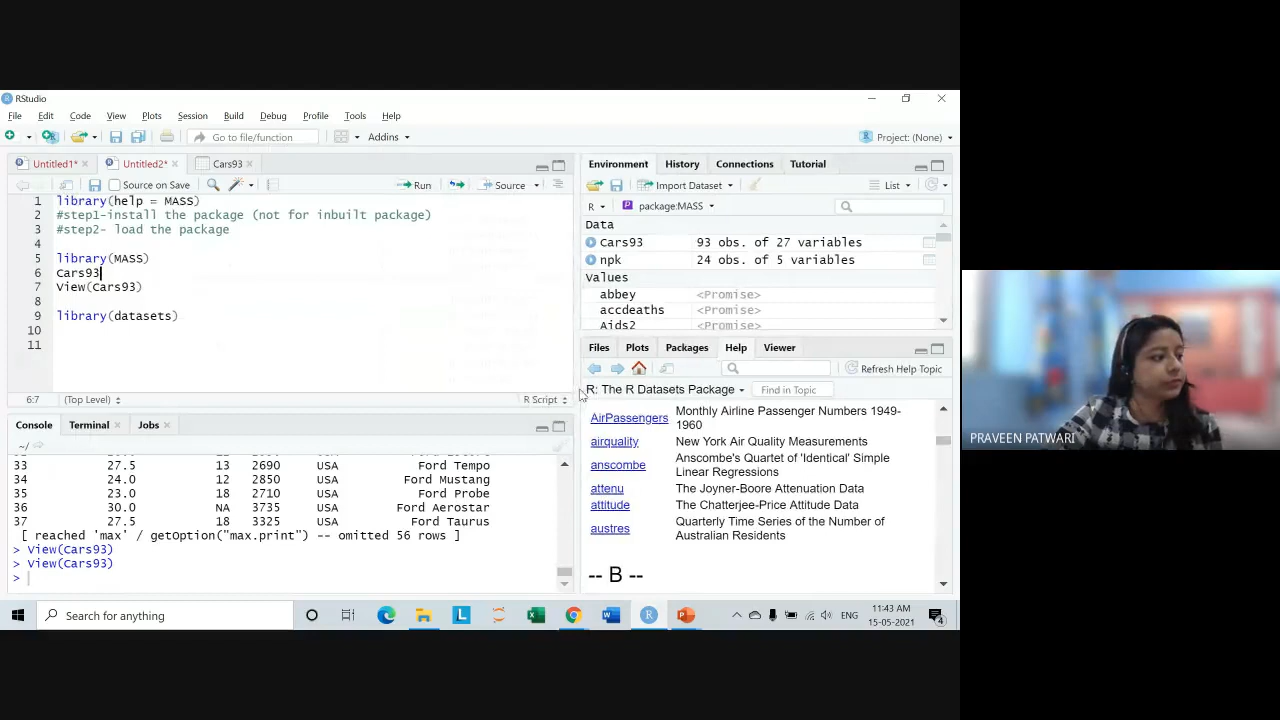 RStudio
File Edit Code View Plots Session Build Debug Profile Tools Help
Go to file/function Addins Project: (None)
Untitled1* Untitled2* Cars93
Source on Save Run Source
1 library(help = MASS)
2 #step1-install the package (not for inbuilt package)
3 #step2- load the package
4
5 library(MASS)
6 Cars93
7 View(Cars93)
8
9 library(datasets)
10
11
6:7 (Top Level) R Script
Console Terminal Jobs
~/
33 27.5 13 2690 USA Ford Tempo
34 24.0 12 2850 USA Ford Mustang
35 23.0 18 2710 USA Ford Probe
36 30.0 NA 3735 USA Ford Aerostar
37 27.5 18 3325 USA Ford Taurus
[ reached 'max' / getOption("max.print") -- omitted 56 rows ]
> View(Cars93)
> View(Cars93)
>
Environment History Connections Tutorial
Import Dataset List
R package:MASS
Data
Cars93 93 obs. of 27 variables
npk 24 obs. of 5 variables
Values
abbey <Promise>
accdeaths <Promise>
Aids2 <Promise>
Files Plots Packages Help Viewer
Refresh Help Topic
R: The R Datasets Package Find in Topic
AirPassengers Monthly Airline Passenger Numbers 1949-
1960
airquality New York Air Quality Measurements
anscombe Anscombe's Quartet of 'Identical' Simple
Linear Regressions
attenu The Joyner-Boore Attenuation Data
attitude The Chatterjee-Price Attitude Data
austres Quarterly Time Series of the Number of
Australian Residents
-- B --
Search for anything
ENG
11:43 AM
15-05-2021
4
PRAVEEN PATWARI